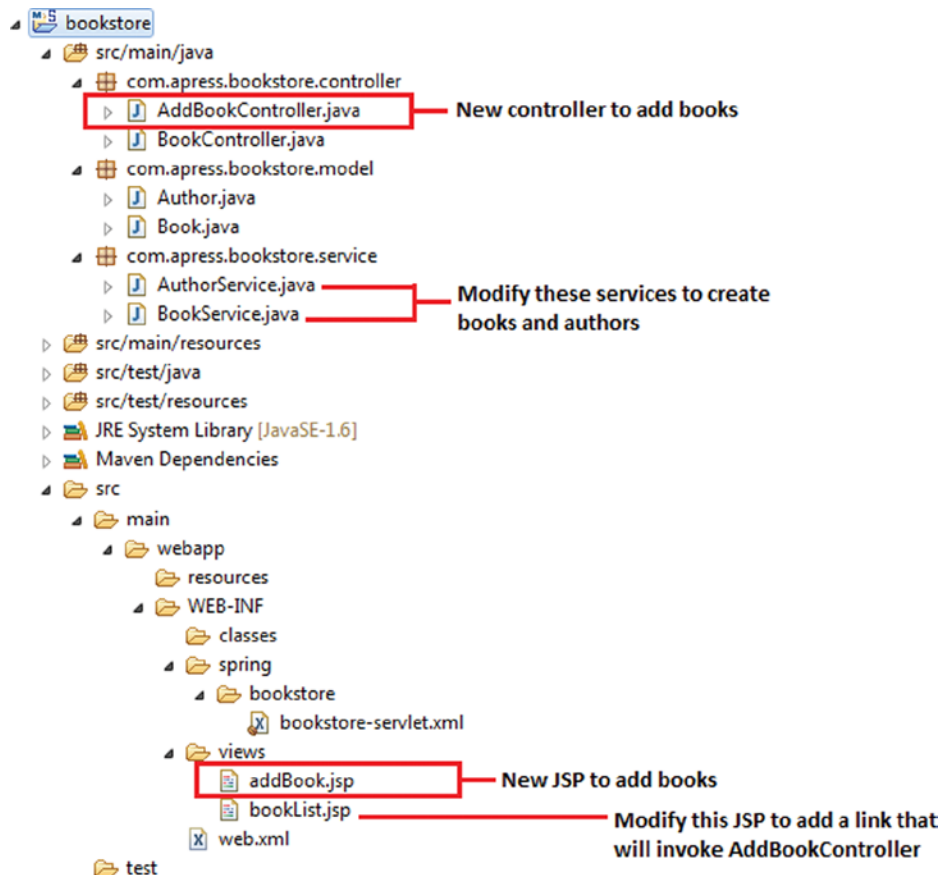 bookstore
src/main/java
com.apress.bookstore.controller
AddBookController.java
New controller to add books
BookController.java
com.apress.bookstore.model
Author.java
Book.java
com.apress.bookstore.service
AuthorService.java
BookService.java
Modify these services to create
books and authors
src/main/resources
src/test/java
src/test/resources
JRE System Library [JavaSE-1.6]
Maven Dependencies
src
main
webapp
resources
WEB-INF
classes
spring
bookstore
bookstore-servlet.xml
views
addBook.jsp
New JSP to add books
bookList.jsp
Modify this JSP to add a link that
will invoke AddBookController
web.xml
test